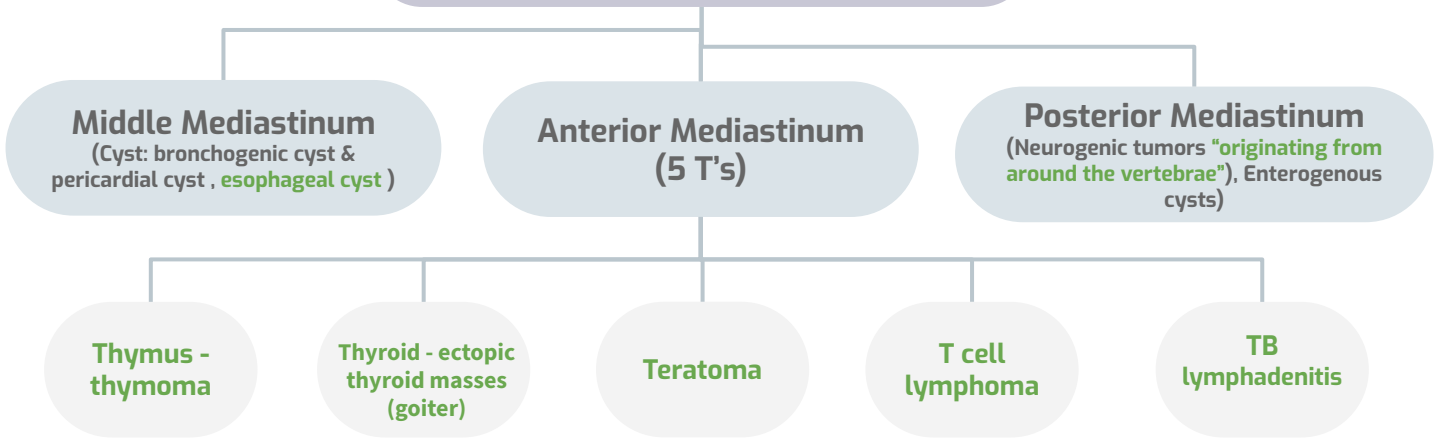 Middle Mediastinum
(Cyst: bronchogenic cyst &
pericardial cyst , esophageal cyst )
Anterior Mediastinum
(5 T's)
Posterior Mediastinum
(Neurogenic tumors "originating from
around the vertebrae"), Enterogenous
cysts)
Thymus -
thymoma
Thyroid - ectopic
thyroid masses
(goiter)
Teratoma
T cell
lymphoma
TB
lymphadenitis